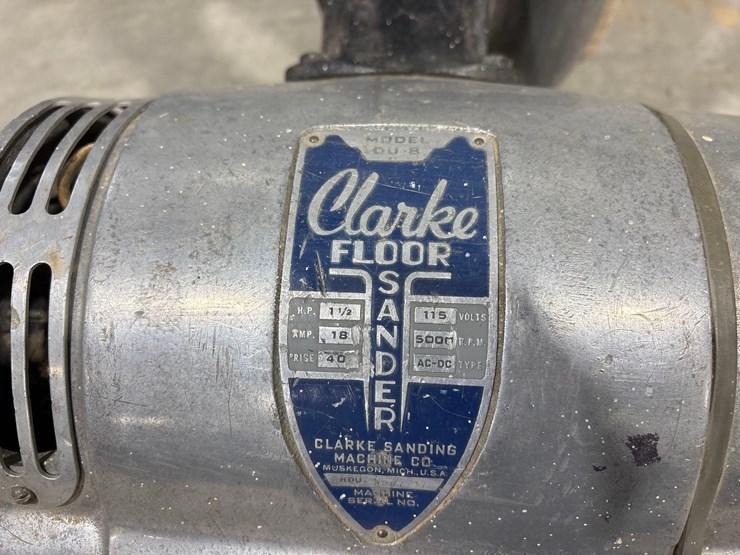 MODEL
DU-8
Clarke
FLOOR
SANDER
H.P. 1 1/2
115 VOLTS
AMP. 18
5000 R.P.M
RISE 40
AC-DC TYPE
CLARKE SANDING
MACHINE CO.
MUSKEGON, MICH., U.S.A.
MACHINE
SERIAL NO.